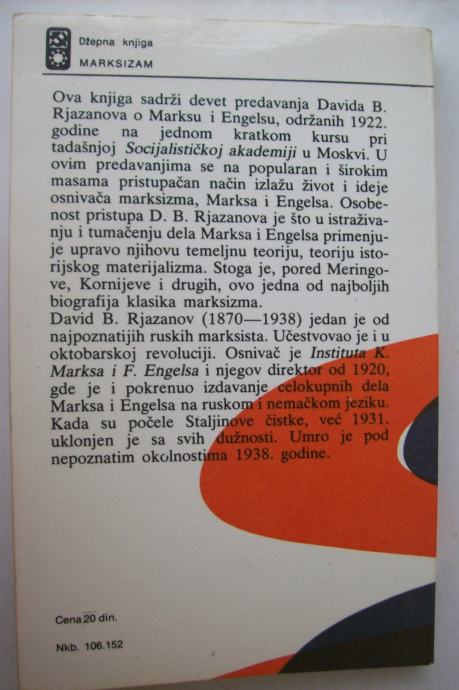 Džepna knjiga
MARKSIZAM
Ova knjiga sadrži devet predavanja Davida B.
Rjazanova o Marksu i Engelsu, održanih 1922.
godine na jednom kratkom kursu pri
tadašnjoj Socijalističkoj akademiji u Moskvi. U
ovim predavanjima se na popularan i širokim
masama pristupačan način izlažu život i ideje
osnivača marksizma, Marksa i Engelsa. Osobe-
nost pristupa D. B. Rjazanova je što u istraživa-
nju i tumačenju dela Marksa i Engelsa primenju-
je upravo njihovu temeljnu teoriju, teoriju isto-
rijskog materijalizma. Stoga je, pored Meringo-
ve, Kornijeve i drugih, ovo jedna od najboljih
biografija klasika marksizma.
David B. Rjazanov (1870—1938) jedan je od
najpoznatijih ruskih marksista. Učestvovao je i u
oktobarskoj revoluciji. Osnivač je Instituta K.
Marksa i F. Engelsa i njegov direktor od 1920,
gde je i pokrenuo izdavanje celokupnih dela
Marksa i Engelsa na ruskom i nemačkom jeziku.
Kada su počele Staljinove čistke, već 1931.
uklonjen je sa svih dužnosti. Umro je pod
nepoznatim okolnostima 1938. godine.
Cena 20 din.
Nkb. 106.152